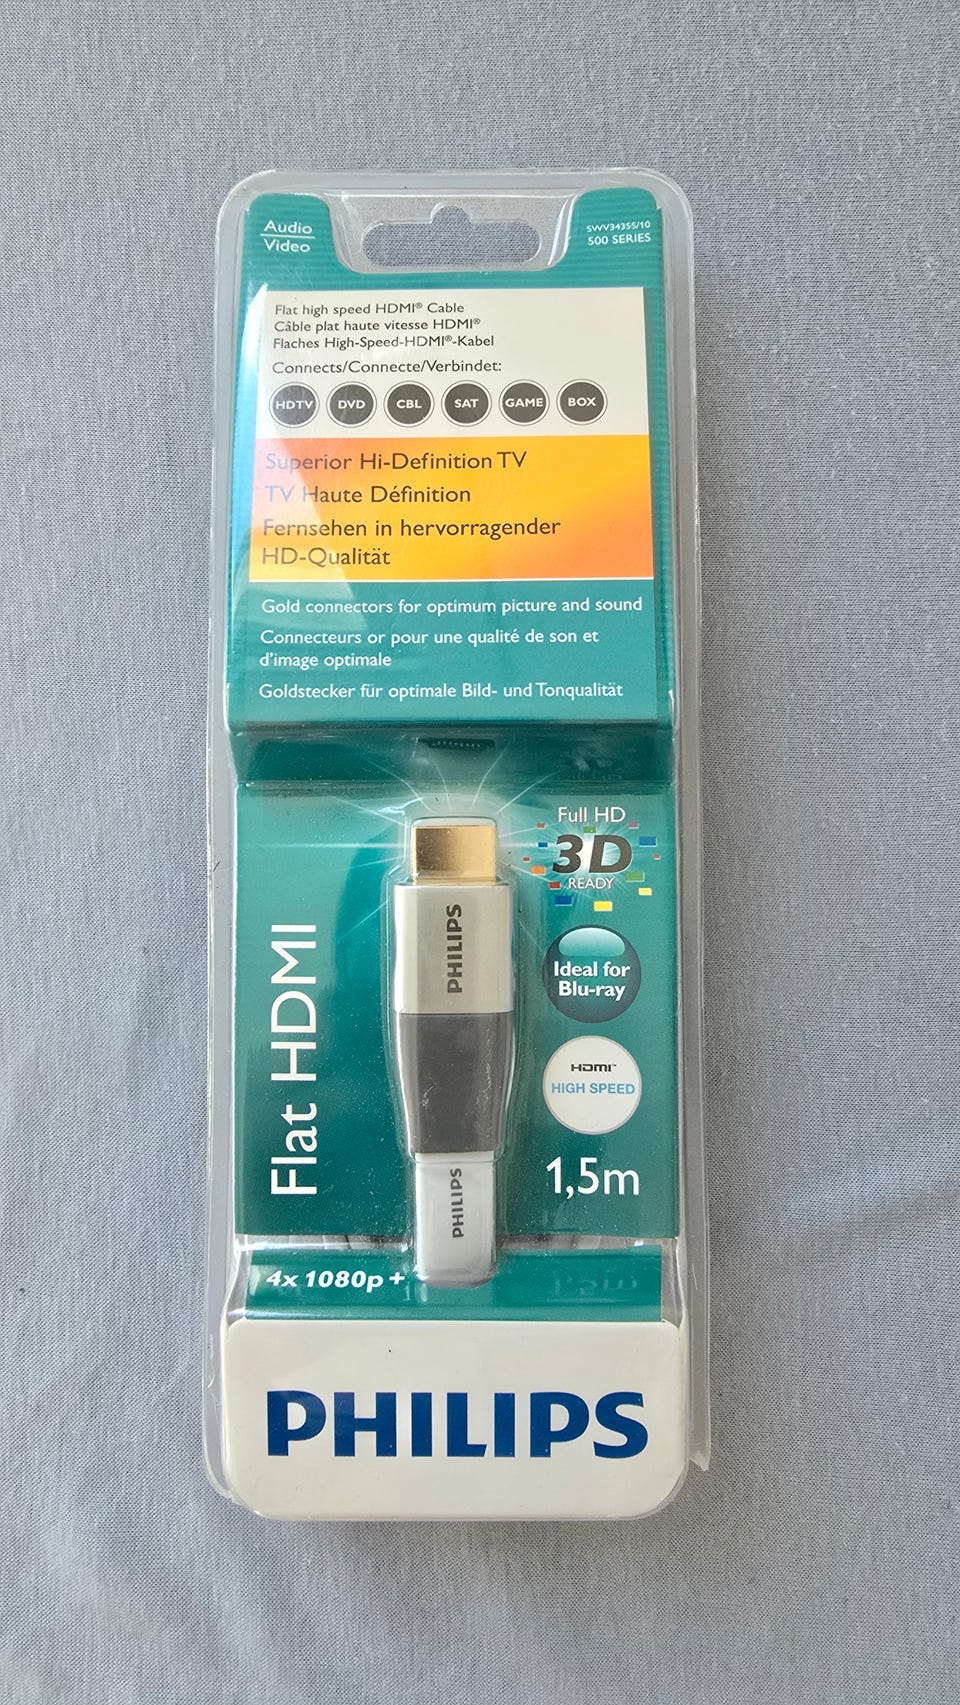 Audio
Video
SWV3435S/10
500 SERIES
Flat high speed HDMI® Cable
Câble plat haute vitesse HDMI®
Flaches High-Speed-HDMI®-Kabel
Connects/Connecte/Verbindet:
HDTV DVD CBL SAT GAME BOX
Superior Hi-Definition TV
TV Haute Définition
Fernsehen in hervorragender
HD-Qualität
Gold connectors for optimum picture and sound
Connecteurs or pour une qualité de son et
d'image optimale
Goldstecker für optimale Bild- und Tonqualität
Full HD
3D
READY
PHILIPS
Flat HDMI
Ideal for
Blu-ray
HDMI™
HIGH SPEED
1,5m
PHILIPS
4x 1080p+
PHILIPS